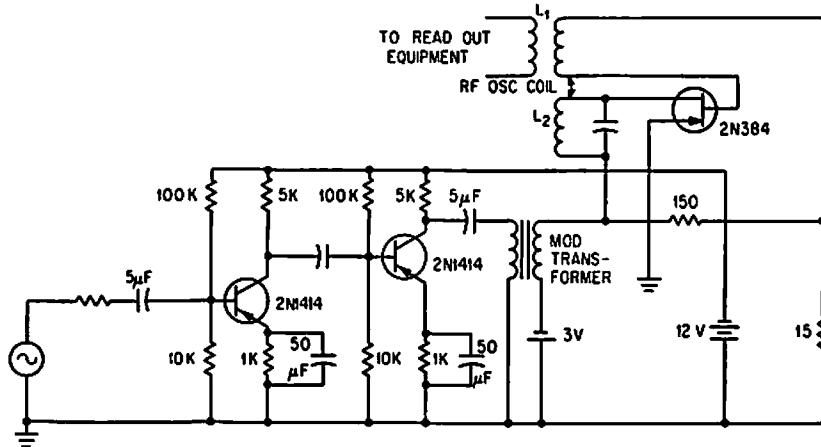 L₁
TO READ OUT
EQUIPMENT
RF OSC COIL
L₂
2N384
100K
5K
100K
5K
5μF
150
MOD
TRANS-
FORMER
5μF
2N1414
2N1414
10K
1K
50
μF
10K
1K
50
μF
3V
12 V
15